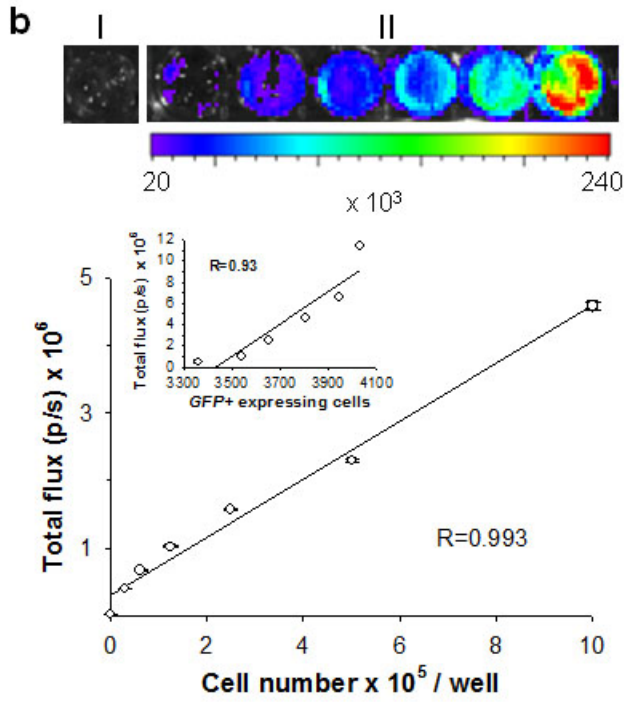 b
I II
20 240
x 10³
Total flux (p/s) x 10⁶
12
10
8
6
4
2
0
R=0.93
3300 3500 3700 3900 4100
GFP+ expressing cells
Total flux (p/s) x 10⁶
5
3
1
R=0.993
0 2 4 6 8 10
Cell number x 10⁵ / well